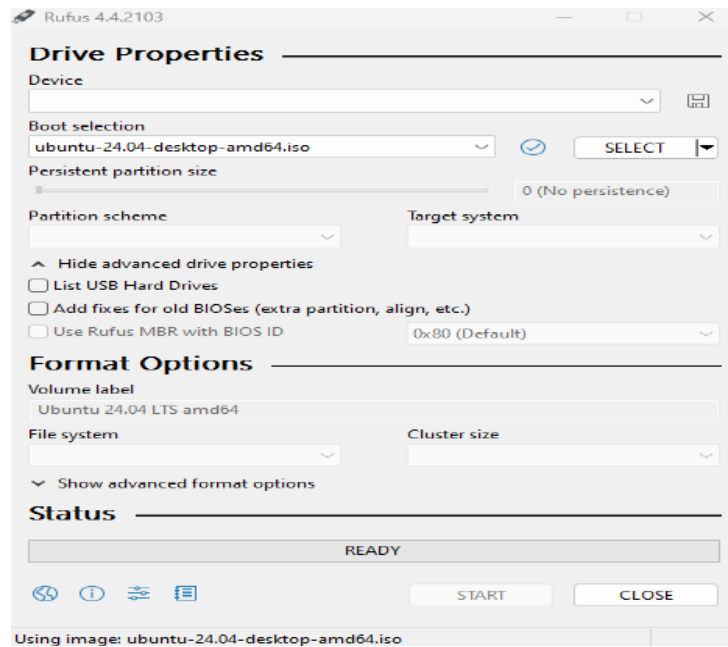 Rufus 4.4.2103
Drive Properties
Device
Boot selection
ubuntu-24.04-desktop-amd64.iso SELECT
Persistent partition size
0 (No persistence)
Partition scheme Target system
Hide advanced drive properties
List USB Hard Drives
Add fixes for old BIOSes (extra partition, align, etc.)
Use Rufus MBR with BIOS ID 0x80 (Default)
Format Options
Volume label
Ubuntu 24.04 LTS amd64
File system Cluster size
Show advanced format options
Status
READY
START CLOSE
Using image: ubuntu-24.04-desktop-amd64.iso